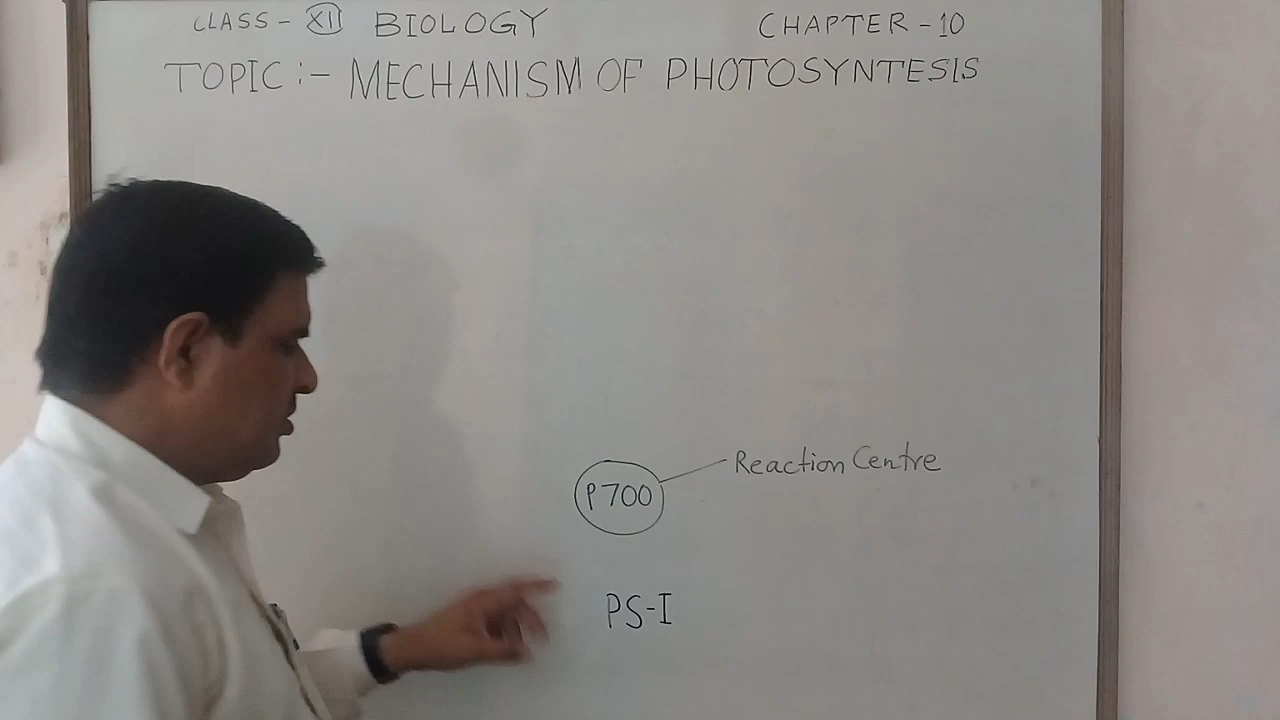 CLASS - XII BIOLOGY CHAPTER - 10
TOPIC :- MECHANISM OF PHOTOSYNTESIS
Reaction Centre
P700
PS-I